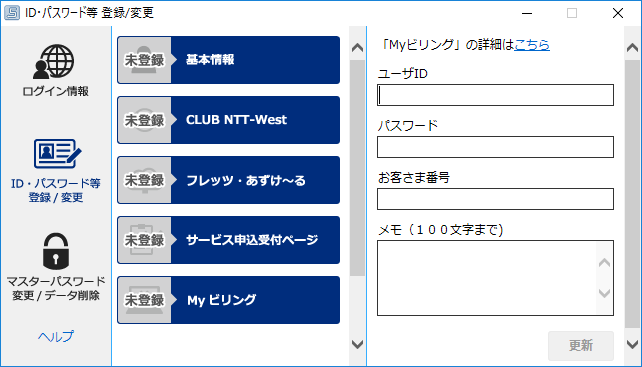 ID・パスワード等 登録/変更
ログイン情報
ID・パスワード等
登録 / 変更
マスターパスワード
変更 / データ削除
ヘルプ
未登録 基本情報
未登録 CLUB NTT-West
未登録 フレッツ・あずけ～る
未登録 サービス申込受付ページ
未登録 My ビリング
「Myビリング」の詳細はこちら
ユーザID
パスワード
お客さま番号
メモ（１００文字まで)
更新